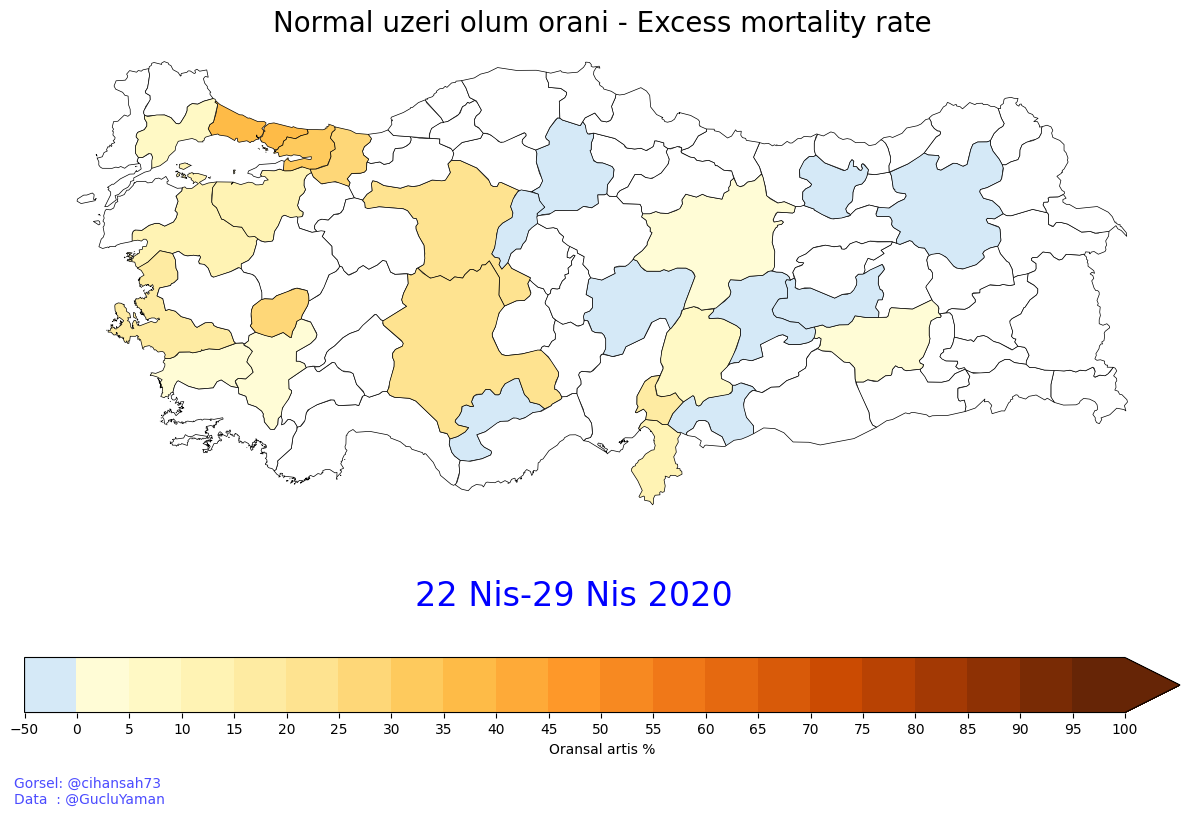 Normal uzeri olum orani - Excess mortality rate
22 Nis-29 Nis 2020
−50 0 5 10 15 20 25 30 35 40 45 50 55 60 65 70 75 80 85 90 95 100
Oransal artis %
Gorsel: @cihansah73
Data  : @GucluYaman